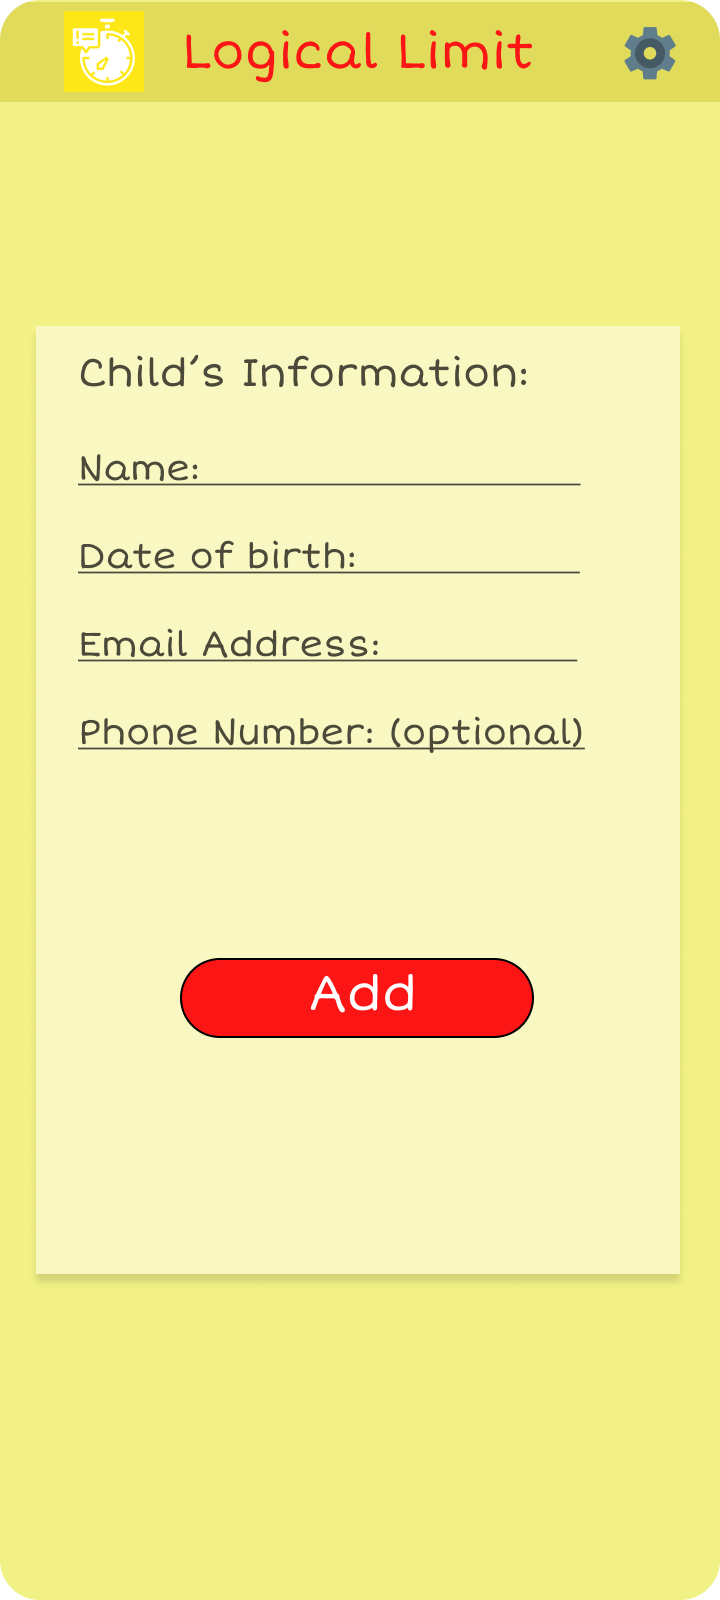 Logical Limit
Child's Information:
Name:
Date of birth:
Email Address:
Phone Number: (optional)
Add